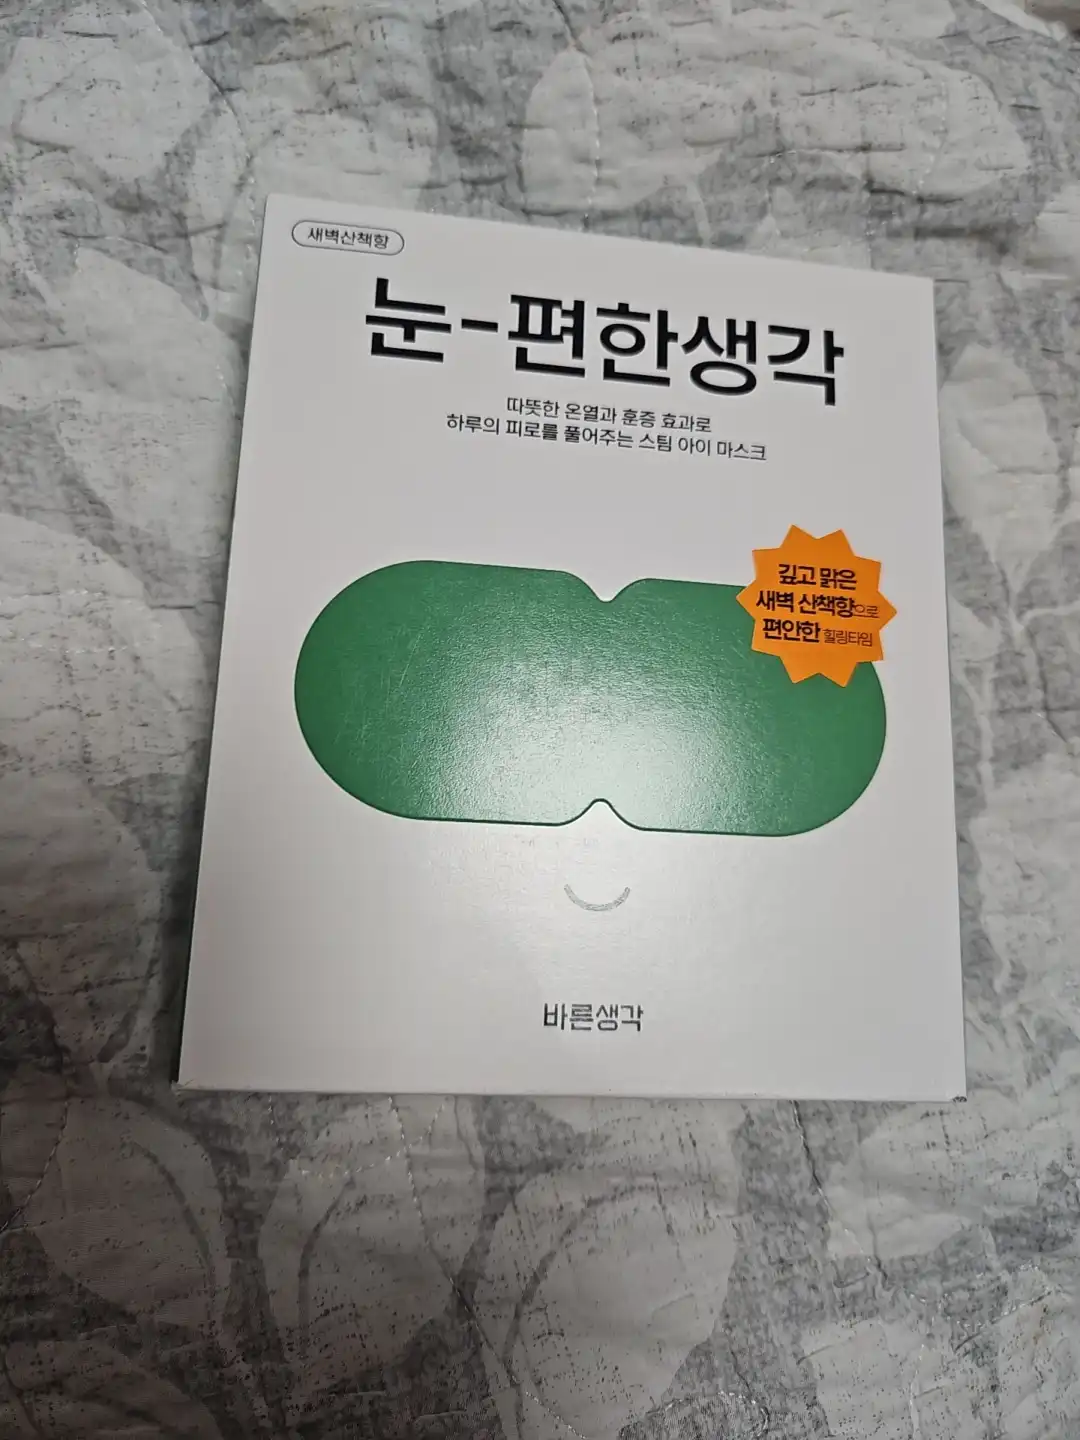 새벽산책향
눈-편한생각
따뜻한 온열과 훈증 효과로
하루의 피로를 풀어주는 스팀 아이 마스크
깊고 맑은
새벽 산책향으로
편안한 힐링타임
바른생각